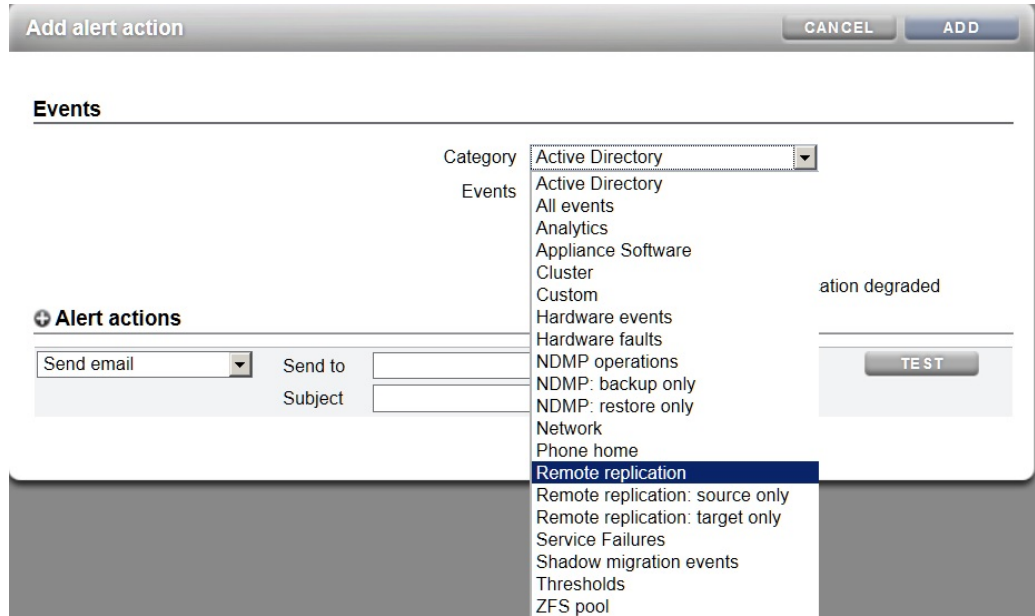 Add alert action
CANCEL
ADD
Events
Category
Active Directory
Events
Active Directory
All events
Analytics
Appliance Software
Cluster
Custom
Hardware events
Hardware faults
NDMP operations
NDMP: backup only
NDMP: restore only
Network
Phone home
Remote replication
Remote replication: source only
Remote replication: target only
Service Failures
Shadow migration events
Thresholds
ZFS pool
ation degraded
Alert actions
Send email
Send to
TEST
Subject